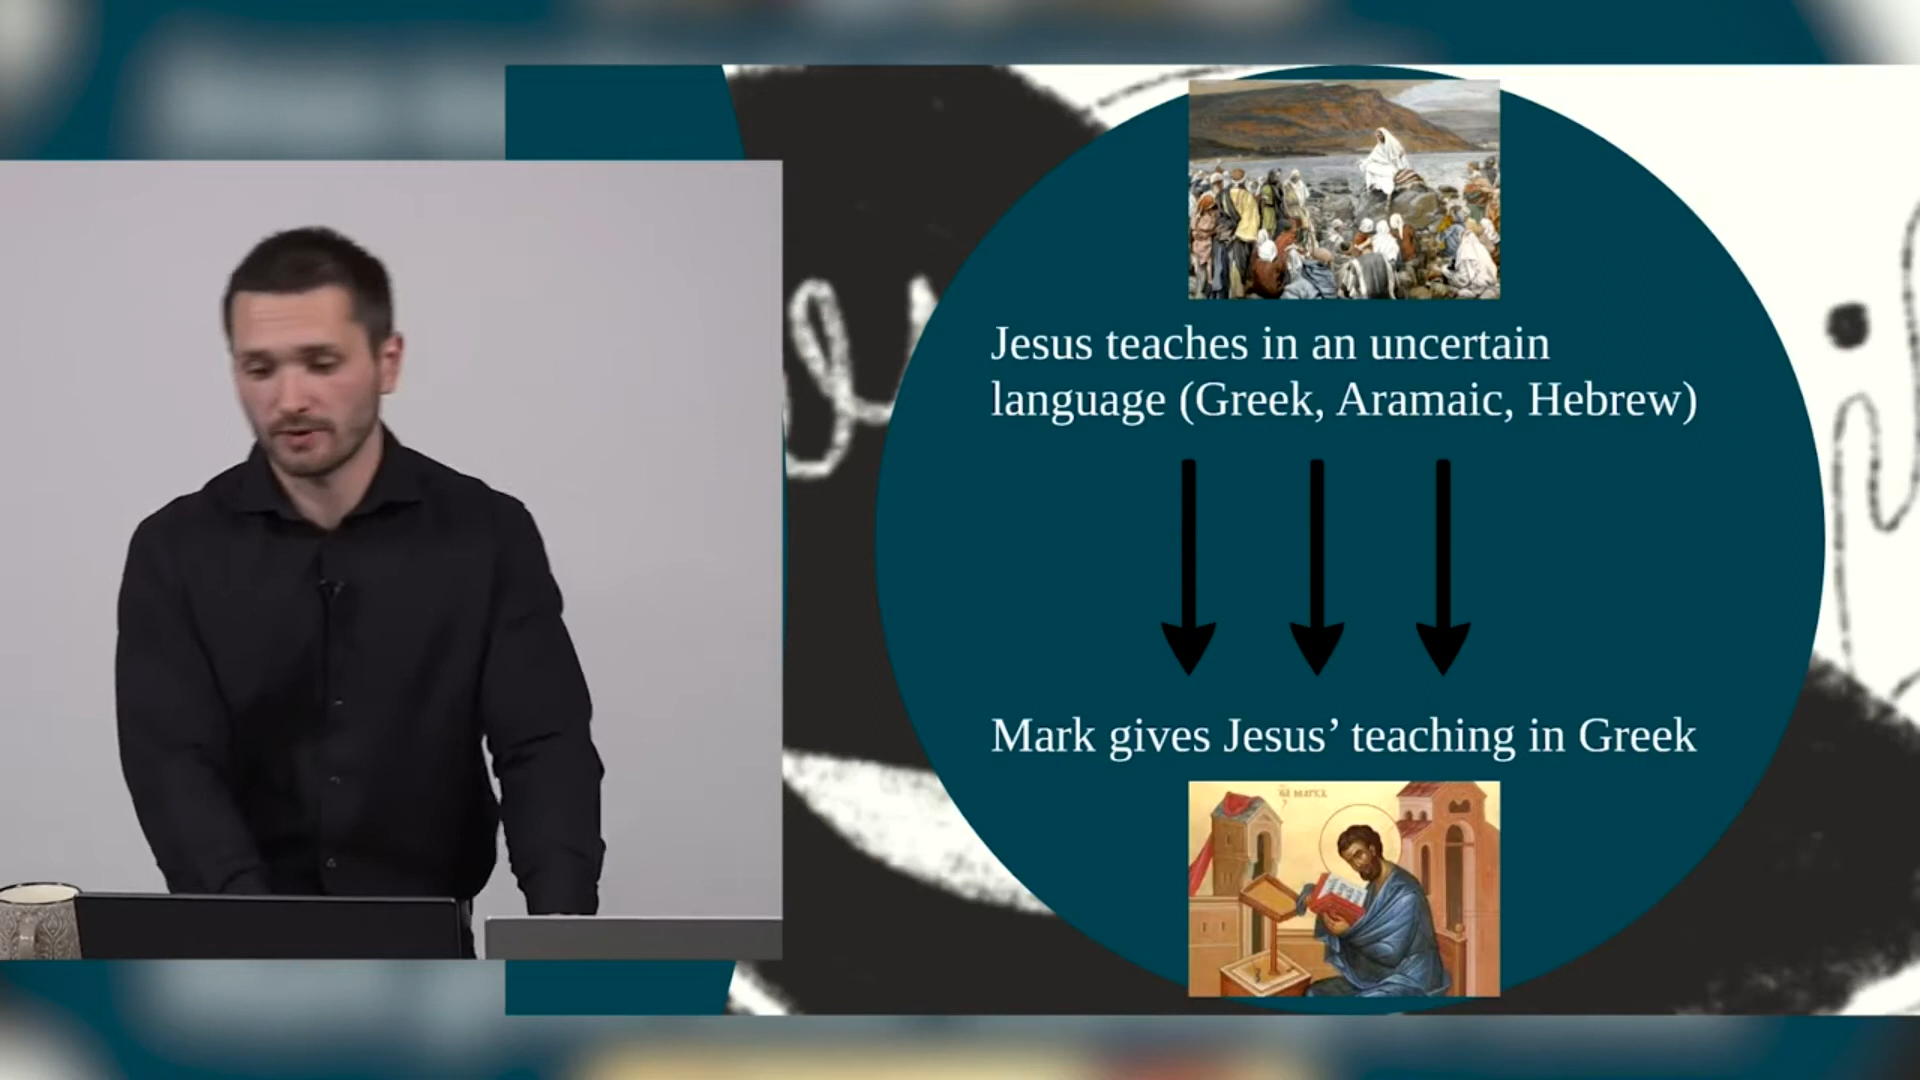 Jesus teaches in an uncertain
language (Greek, Aramaic, Hebrew)
Mark gives Jesus’ teaching in Greek